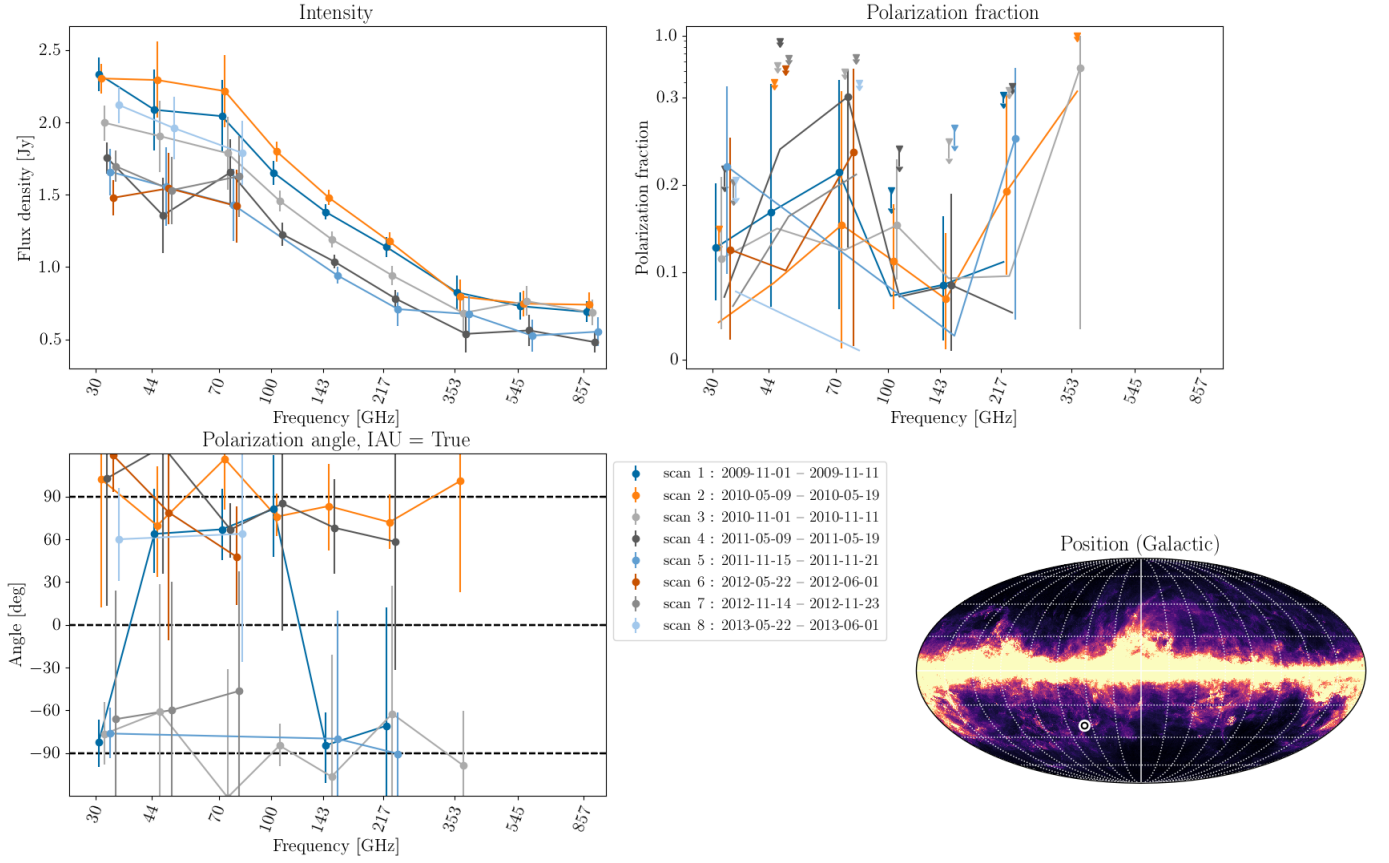 Intensity
2.5
2.0
1.5
1.0
0.5
Flux density [Jy]
30
44
70
100
143
217
353
545
857
Frequency [GHz]
Polarization fraction
1.0
0.3
0.2
0.1
0
Polarization fraction
30
44
70
100
143
217
353
545
857
Frequency [GHz]
Polarization angle, IAU = True
90
60
30
0
−30
−60
−90
Angle [deg]
30
44
70
100
143
217
353
545
857
Frequency [GHz]
scan 1 : 2009-11-01 – 2009-11-11
scan 2 : 2010-05-09 – 2010-05-19
scan 3 : 2010-11-01 – 2010-11-11
scan 4 : 2011-05-09 – 2011-05-19
scan 5 : 2011-11-15 – 2011-11-21
scan 6 : 2012-05-22 – 2012-06-01
scan 7 : 2012-11-14 – 2012-11-23
scan 8 : 2013-05-22 – 2013-06-01
Position (Galactic)